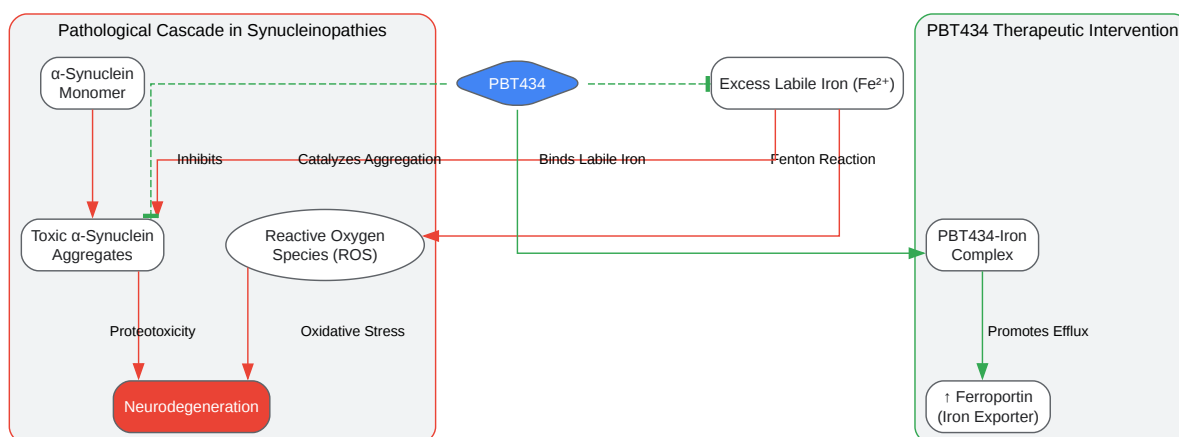 Pathological Cascade in Synucleinopathies
PBT434 Therapeutic Intervention
α-Synuclein
Monomer
PBT434
Excess Labile Iron (Fe²⁺)
Inhibits
Catalyzes Aggregation
Binds Labile Iron
Fenton Reaction
Toxic α-Synuclein
Aggregates
Reactive Oxygen
Species (ROS)
PBT434-Iron
Complex
Proteotoxicity
Oxidative Stress
Promotes Efflux
Neurodegeneration
↑ Ferroportin
(Iron Exporter)